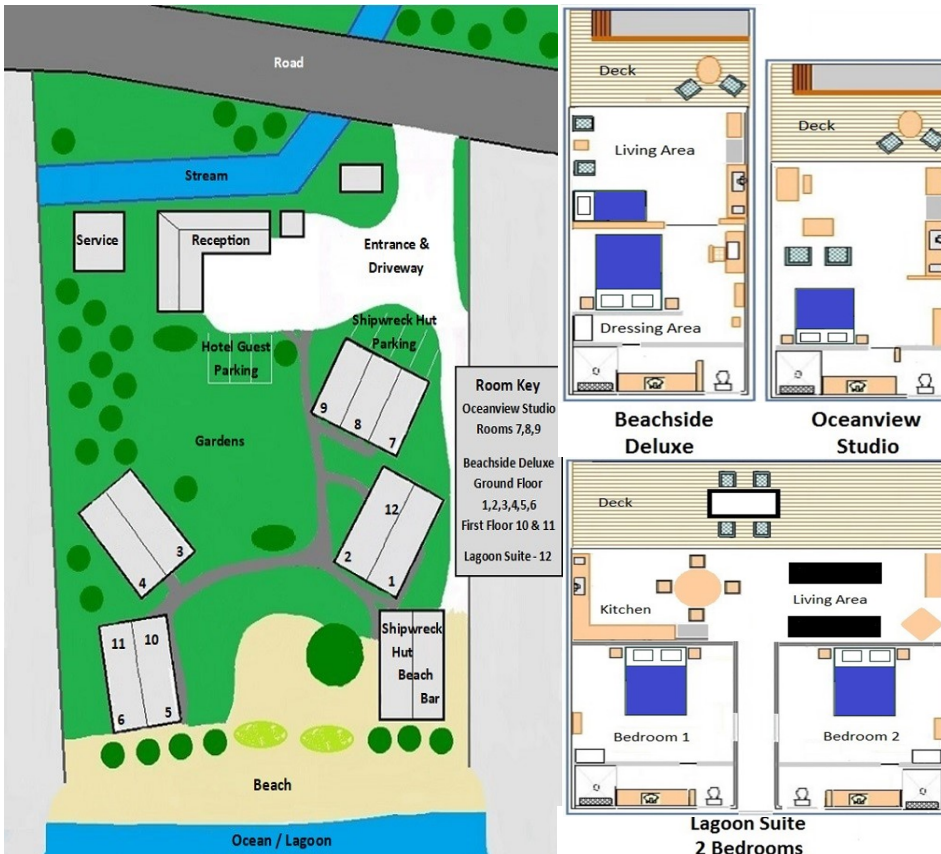 Road
Stream
Service
Reception
Entrance &
Driveway
Shipwreck Hut
Parking
Hotel Guest
Parking
9
8
7
Gardens
12
3
2
4
1
11
10
Shipwreck
Hut
Beach
Bar
6
5
Beach
Ocean / Lagoon
Room Key
Oceanview Studio
Rooms 7,8,9
Beachside Deluxe
Ground Floor
1,2,3,4,5,6
First Floor 10 & 11
Lagoon Suite - 12
Deck
Living Area
Dressing Area
Beachside
Deluxe
Deck
Oceanview
Studio
Deck
Kitchen
Living Area
Bedroom 1
Bedroom 2
Lagoon Suite
2 Bedrooms